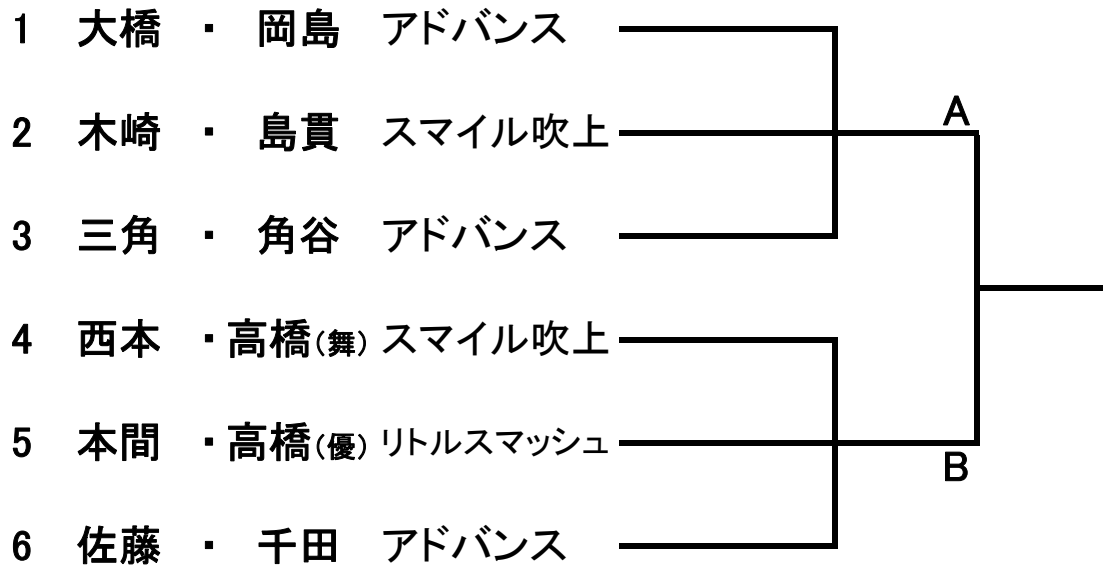 1 大橋 ・ 岡島 アドバンス
A
2 木崎 ・ 島貫 スマイル吹上
3 三角 ・ 角谷 アドバンス
4 西本 ・高橋(舞) スマイル吹上
5 本間 ・高橋(優) リトルスマッシュ
B
6 佐藤 ・ 千田 アドバンス